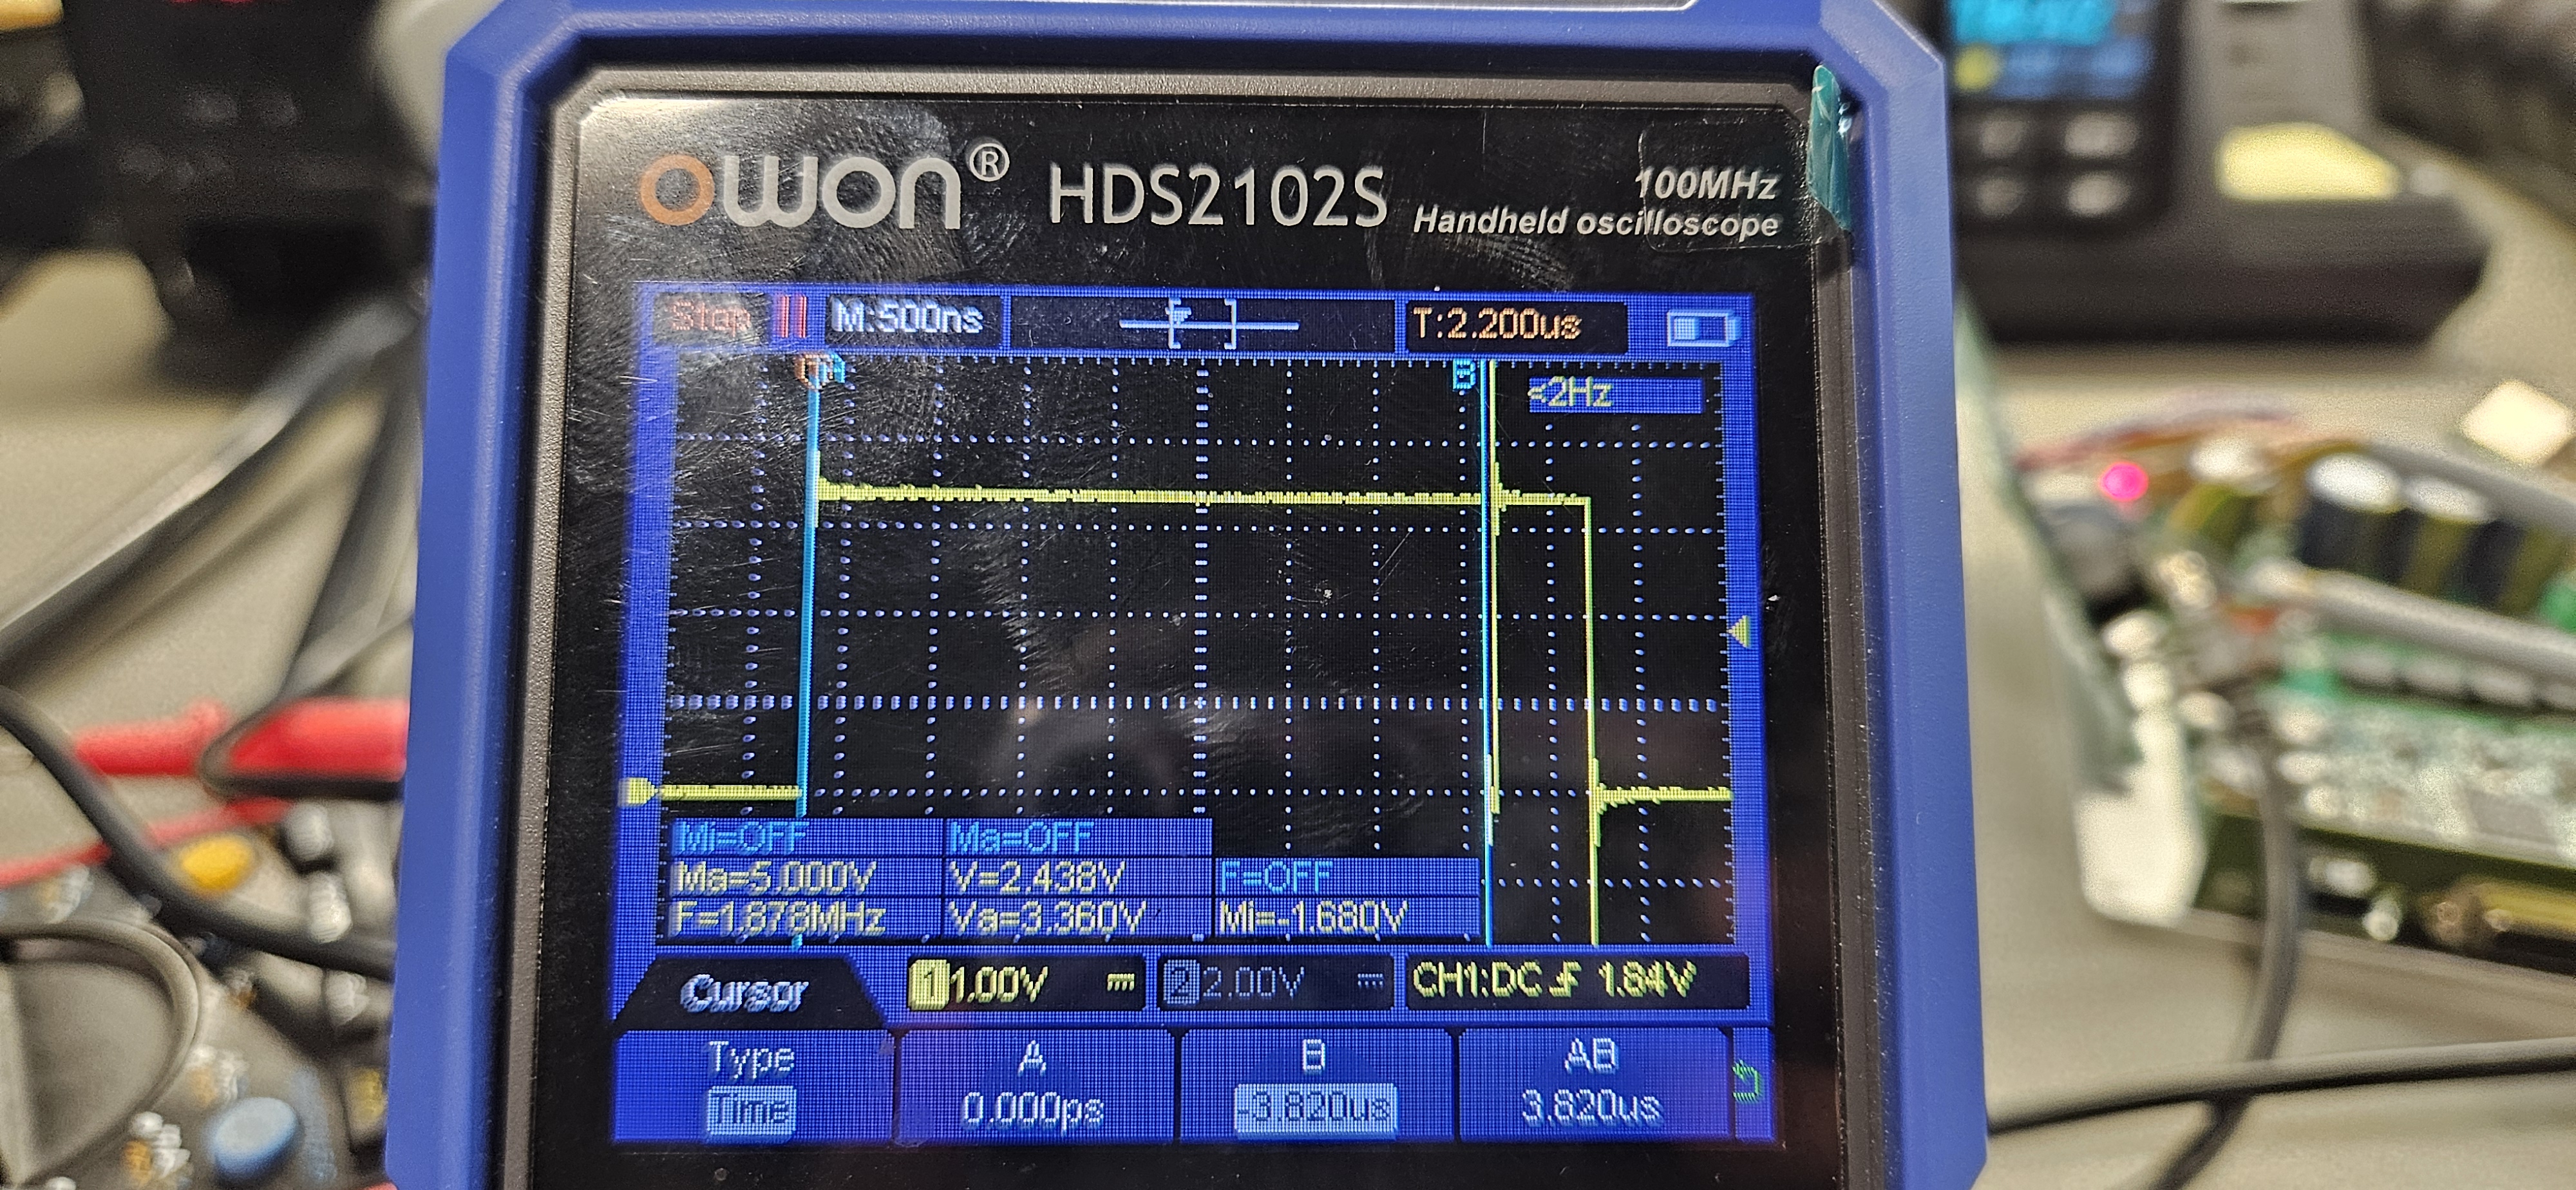 owon® HDS2102S 100MHz
Handheld oscilloscope
Stop M:500ns T:2.200us
B <2Hz
Mi=OFF Ma=OFF
Ma=5.000V V=2.438V F=OFF
F=1.878MHz Va=3.360V Mi=-1.680V
Cursor 1 1.00V 2 2.00V CH1:DC 1.84V
Type A B AB
Time 0.000ps -3.820us 3.820us